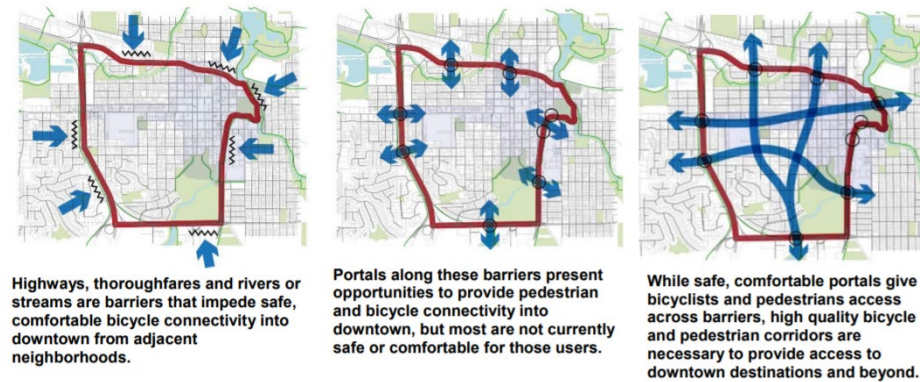 Highways, thoroughfares and rivers or
streams are barriers that impede safe,
comfortable bicycle connectivity into
downtown from adjacent
neighborhoods.
Portals along these barriers present
opportunities to provide pedestrian
and bicycle connectivity into
downtown, but most are not currently
safe or comfortable for those users.
While safe, comfortable portals give
bicyclists and pedestrians access
across barriers, high quality bicycle
and pedestrian corridors are
necessary to provide access to
downtown destinations and beyond.